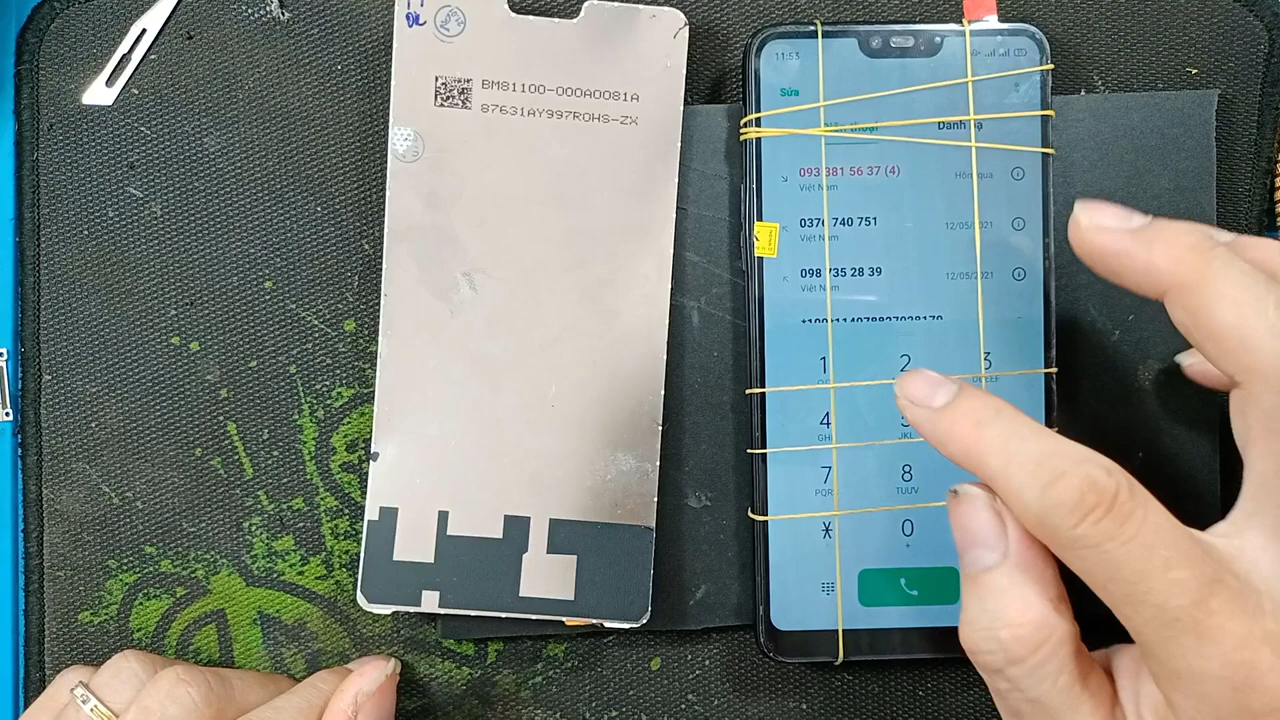 BM81100-000A0081A
87631AY997ROHS-ZX
11:53
Sửa
Điện thoại
Danh bạ
093 381 56 37 (4)
Hôm qua
Việt Nam
0376 740 751
12/05/2021
Việt Nam
098 735 28 39
12/05/2021
Việt Nam
1
2
3
DEF
4
GHI
5
JKL
7
PQRS
8
TUV
*
0
+